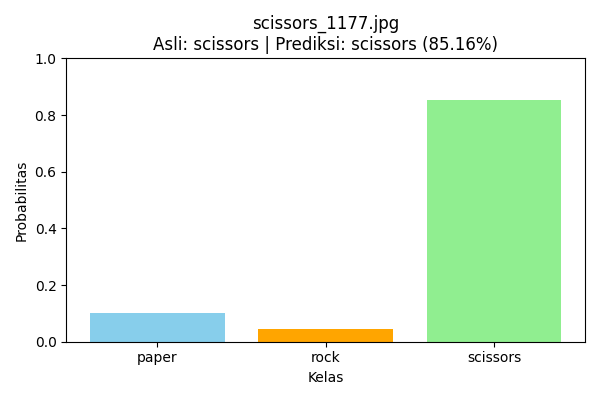 scissors_1177.jpg
Asli: scissors | Prediksi: scissors (85.16%)
1.0
0.8
0.6
0.4
0.2
0.0
Probabilitas
paper rock scissors
Kelas